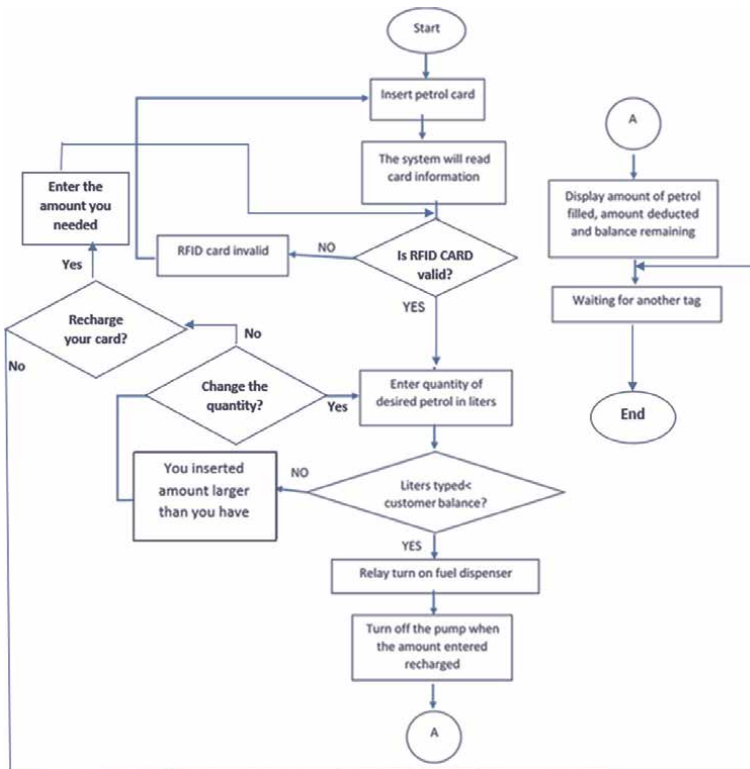 Start
Insert petrol card
The system will read
card information
Enter the
amount you
needed
Yes
RFID card invalid
NO
Is RFID CARD
valid?
YES
Recharge
your card?
No
No
Change the
quantity?
Yes
Enter quantity of
desired petrol in liters
You inserted
amount larger
than you have
NO
Liters typed<
customer balance?
YES
Relay turn on fuel dispenser
Turn off the pump when
the amount entered
recharged
A
A
Display amount of petrol
filled, amount deducted
and balance remaining
Waiting for another tag
End